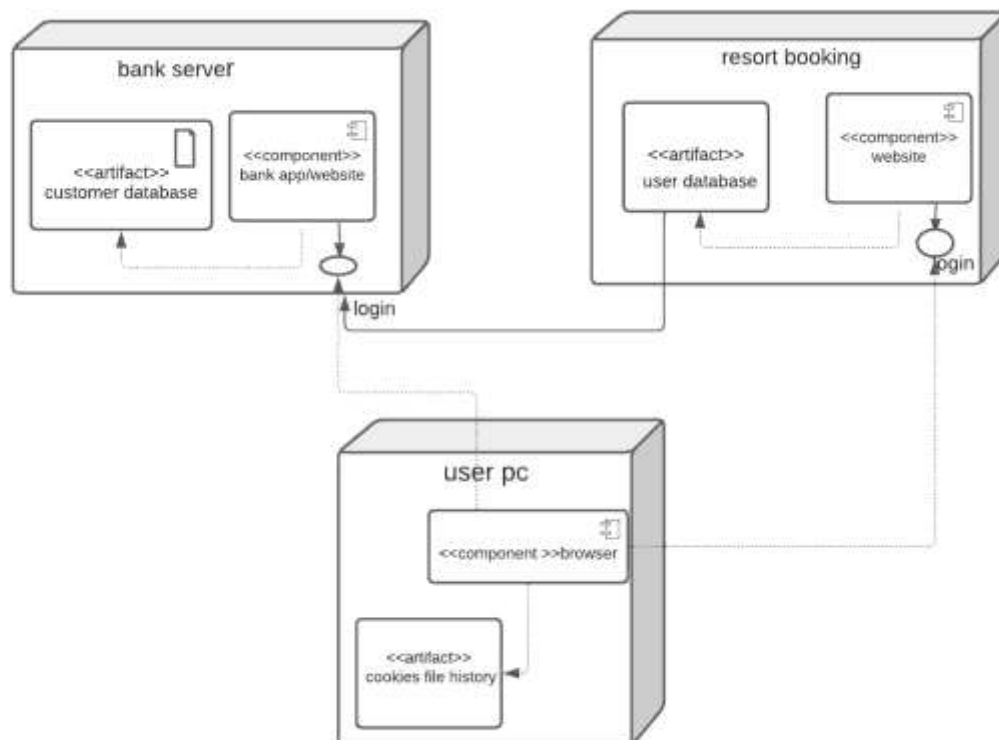 bank server
<<artifact>>
customer database
<<component>>
bank app/website
login
resort booking
<<artifact>>
user database
<<component>>
website
login
user pc
<<component >>browser
<<artifact>>
cookies file history